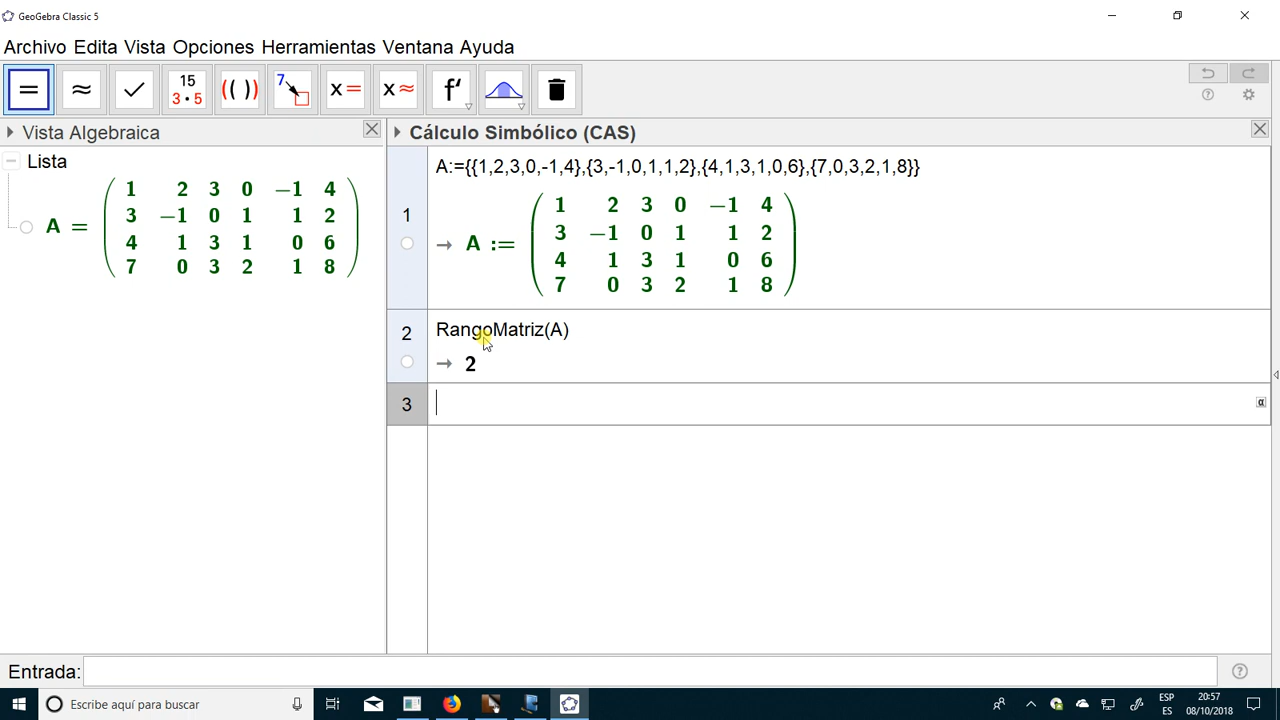 GeoGebra Classic 5
Archivo Edita Vista Opciones Herramientas Ventana Ayuda
= ≈ ✓ 15 3·5 (( )) 7 x= x≈ f'
Vista Algebraica
Lista
A =
1 2 3 0 −1 4
3 −1 0 1 1 2
4 1 3 1 0 6
7 0 3 2 1 8
Cálculo Simbólico (CAS)
A:={{1,2,3,0,-1,4},{3,-1,0,1,1,2},{4,1,3,1,0,6},{7,0,3,2,1,8}}
1
→ A :=
1 2 3 0 −1 4
3 −1 0 1 1 2
4 1 3 1 0 6
7 0 3 2 1 8
2
RangoMatriz(A)
→ 2
3
α
Entrada:
Escribe aquí para buscar
ESP
ES
20:57
08/10/2018